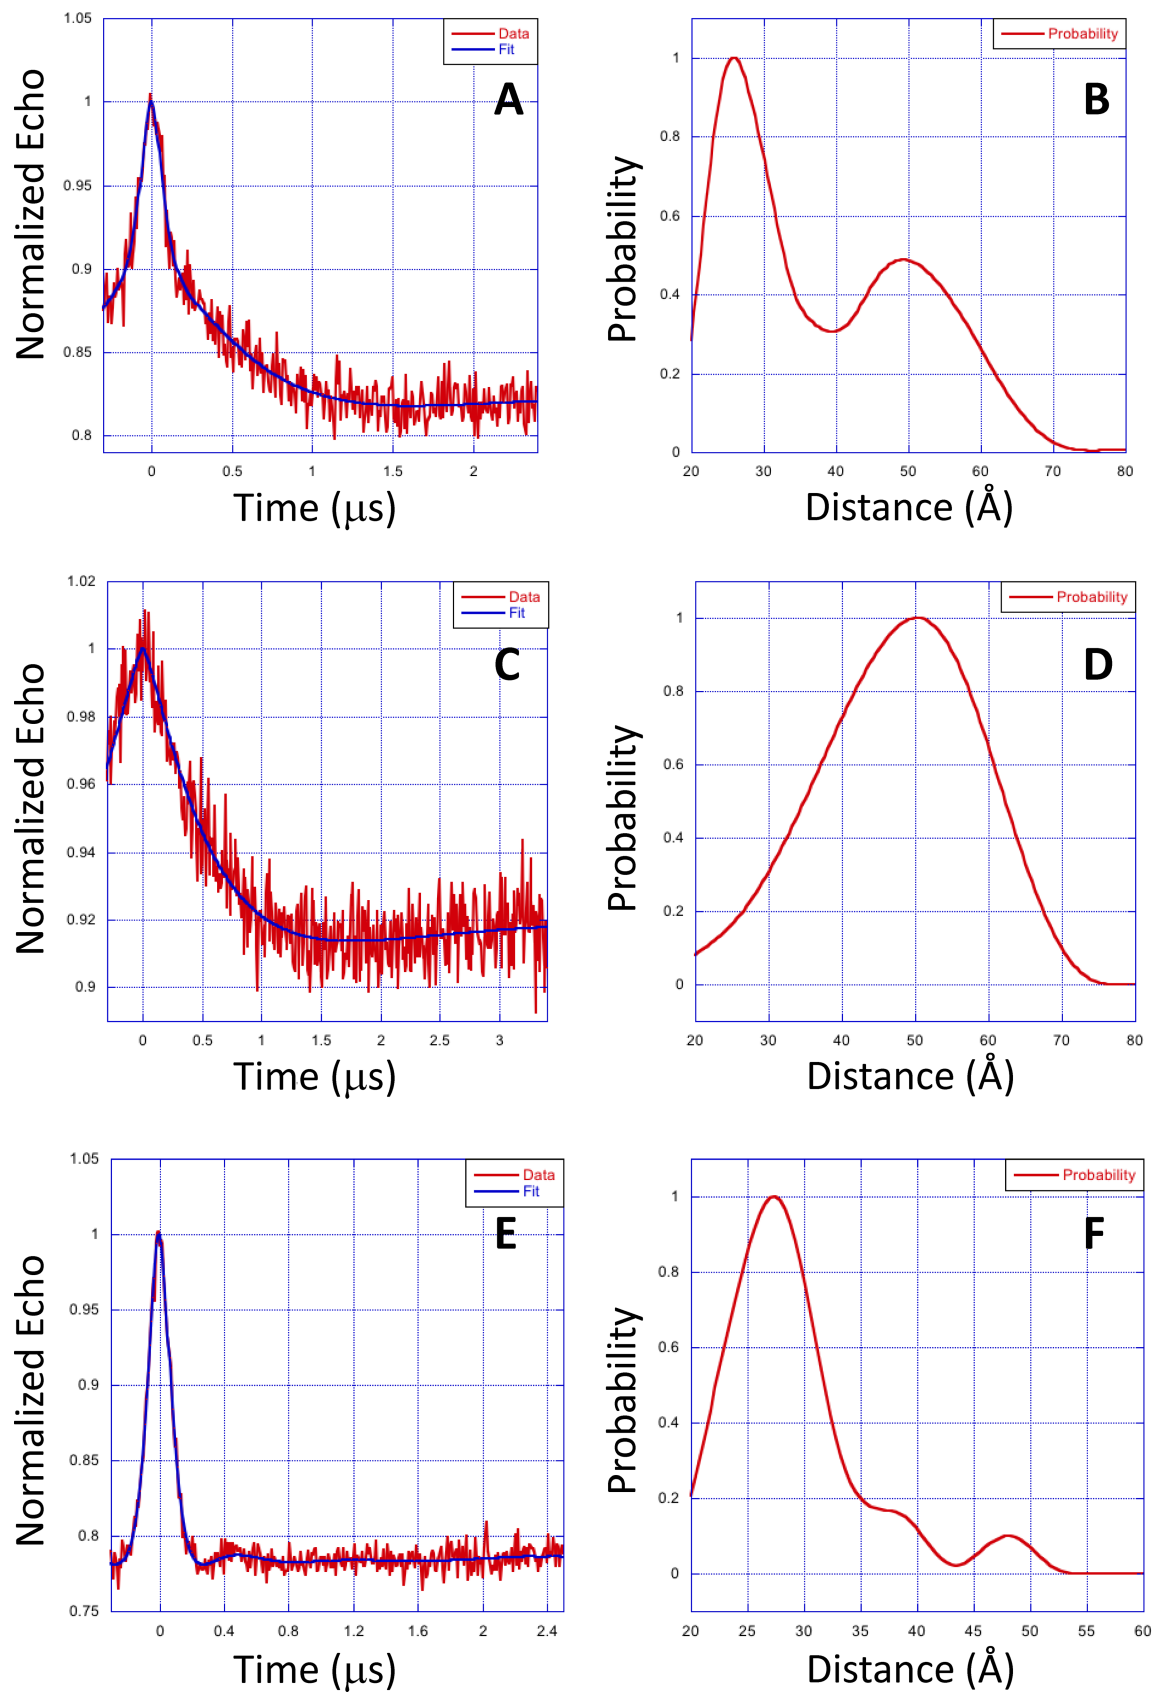 1.05
Data
Fit
A
1
0.95
0.9
0.85
0.8
0 0.5 1 1.5 2
Normalized Echo
Time (μs)
Probability
B
1
0.8
0.6
0.4
0.2
0
20 30 40 50 60 70 80
Probability
Distance (Å)
1.02
Data
Fit
C
1
0.98
0.96
0.94
0.92
0.9
0 0.5 1 1.5 2 2.5 3
Normalized Echo
Time (μs)
Probability
D
1
0.8
0.6
0.4
0.2
0
20 30 40 50 60 70 80
Probability
Distance (Å)
1.05
Data
Fit
E
1
0.95
0.9
0.85
0.8
0.75
0 0.4 0.8 1.2 1.6 2 2.4
Normalized Echo
Time (μs)
Probability
F
1
0.8
0.6
0.4
0.2
0
20 25 30 35 40 45 50 55 60
Probability
Distance (Å)